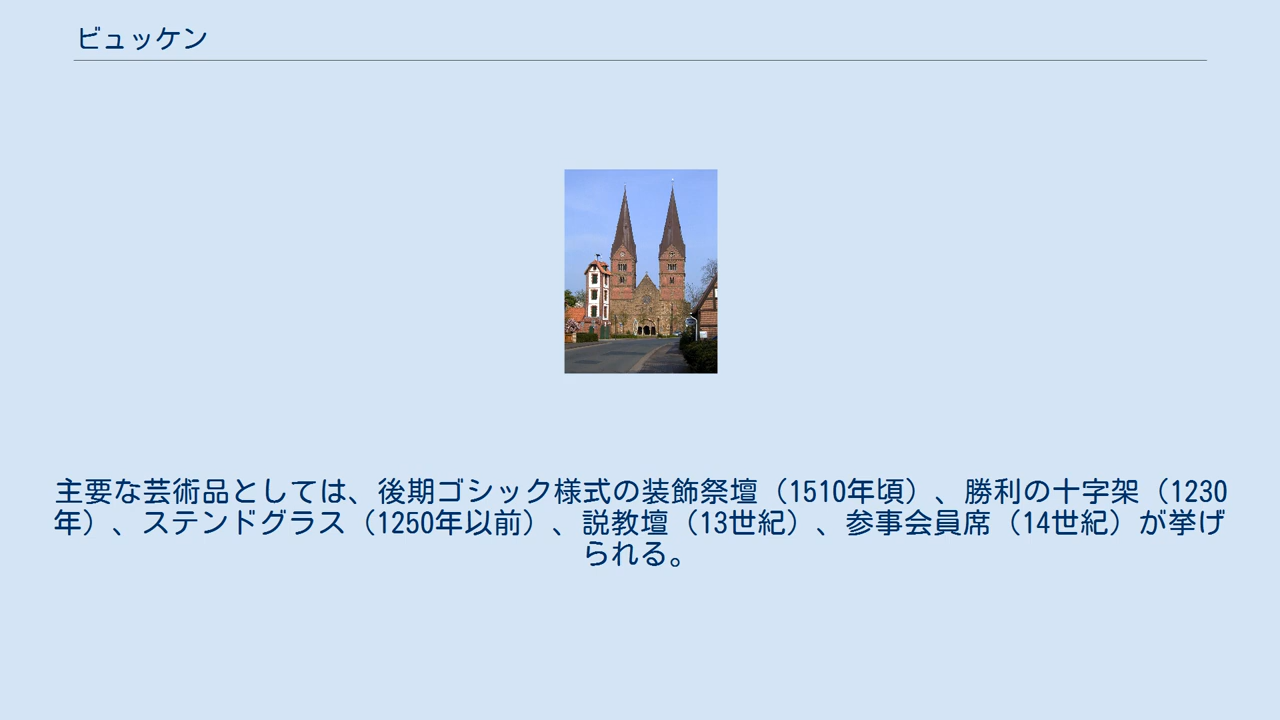 ビュッケン
主要な芸術品としては、後期ゴシック様式の装飾祭壇（1510年頃）、勝利の十字架（1230
年）、ステンドグラス（1250年以前）、説教壇（13世紀）、参事会員席（14世紀）が挙げ
られる。